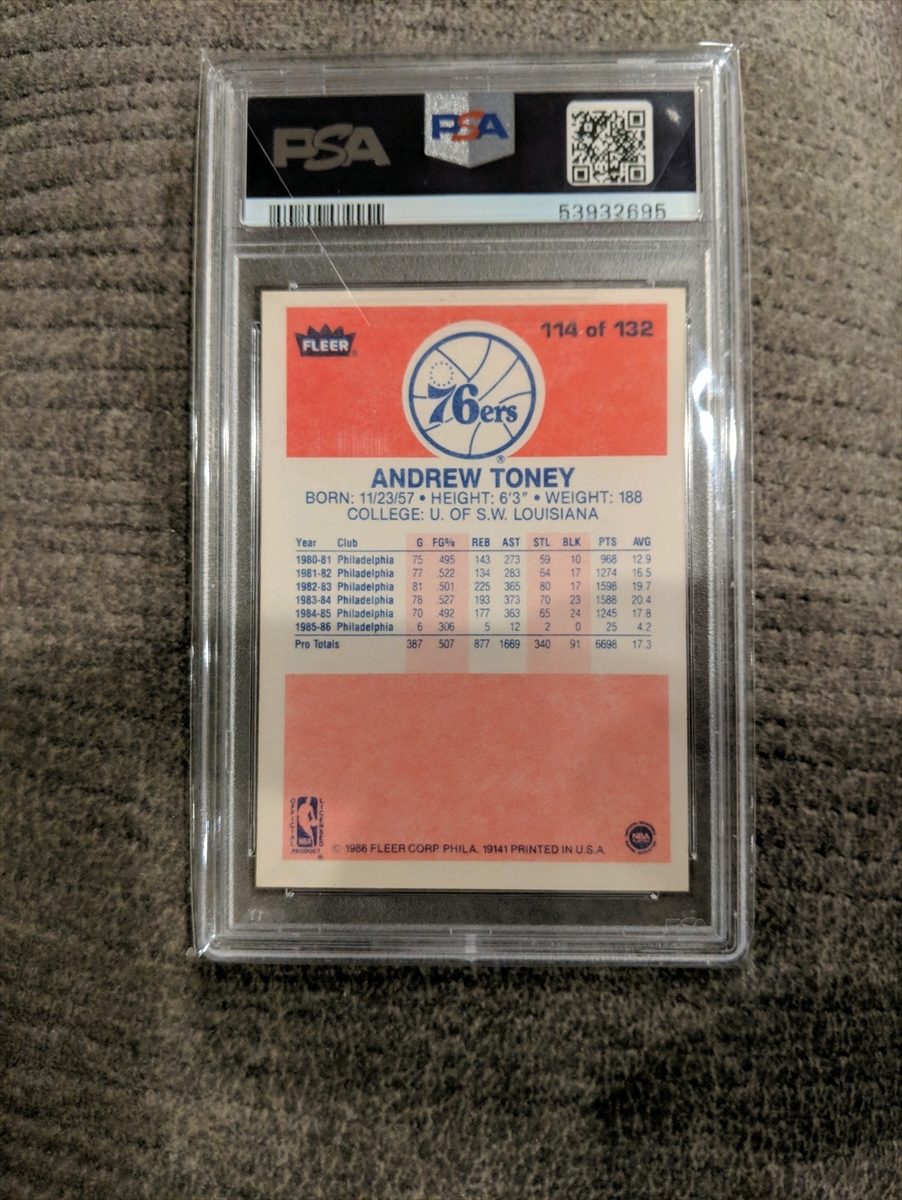 PSA
PSA
53932695
FLEER®
114 of 132
76ers
®
ANDREW TONEY
BORN: 11/23/57 • HEIGHT: 6'3" • WEIGHT: 188
COLLEGE: U. OF S.W. LOUISIANA
Year Club G FG% REB AST STL BLK PTS AVG
1980-81 Philadelphia 75 .495 143 273 59 10 968 12.9
1981-82 Philadelphia 77 .522 134 283 64 17 1274 16.5
1982-83 Philadelphia 81 .501 225 365 80 17 1598 19.7
1983-84 Philadelphia 78 .527 193 373 70 23 1588 20.4
1984-85 Philadelphia 70 .492 177 363 65 24 1245 17.8
1985-86 Philadelphia 6 .306 5 12 2 0 25 4.2
Pro Totals 387 .507 877 1669 340 91 6698 17.3
OFFICIAL LICENSED
NBA
PRODUCT ®
© 1986 FLEER CORP PHILA. 19141 PRINTED IN U.S.A.
NBA
PSA